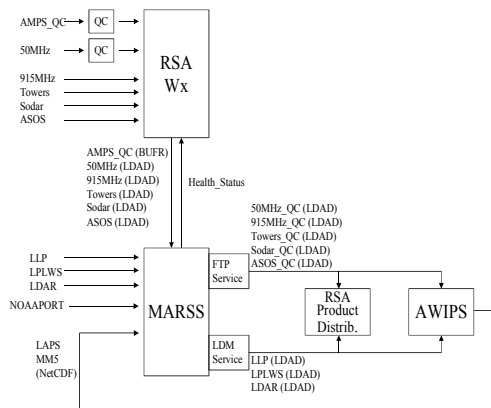 AMPS_QC
QC
50MHz
QC
915MHz
Towers
Sodar
ASOS
RSA
Wx
AMPS_QC (BUFR)
50MHz (LDAD)
915MHz (LDAD)
Towers (LDAD)
Sodar (LDAD)
ASOS (LDAD)
Health_Status
50MHz_QC (LDAD)
915MHz_QC (LDAD)
Towers_QC (LDAD)
Sodar_QC (LDAD)
ASOS_QC (LDAD)
LLP
LPLWS
LDAR
NOAAPORT
LAPS
MM5
(NetCDF)
MARSS
FTP
Service
LDM
Service
RSA
Product
Distrib.
AWIPS
LLP (LDAD)
LPLWS (LDAD)
LDAR (LDAD)